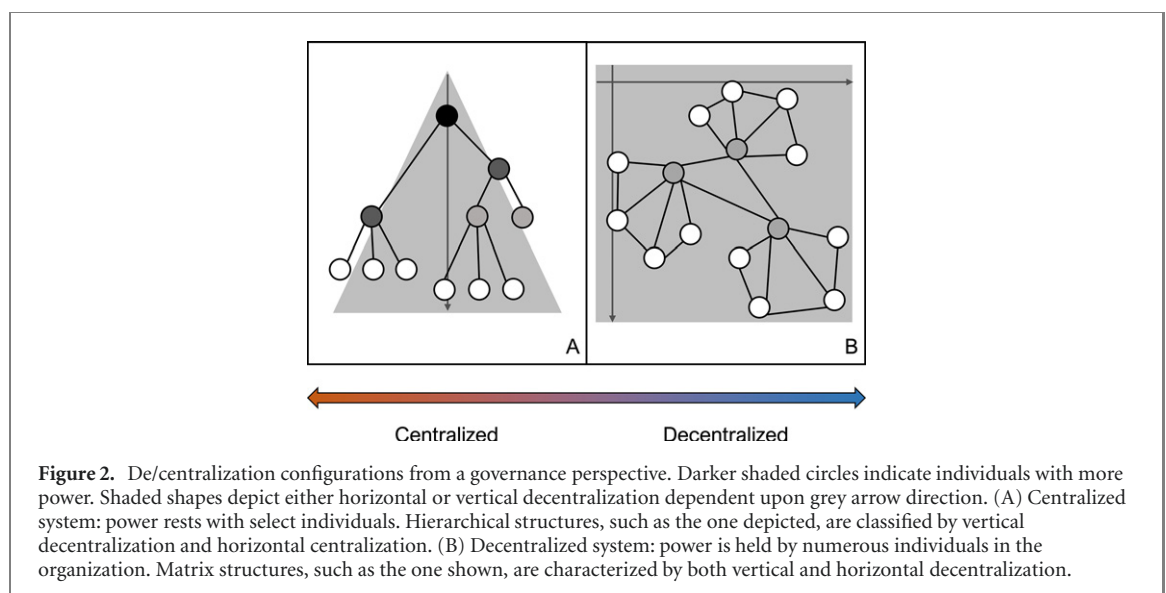 A
B
Centralized
Decentralized
Figure 2. De/centralization configurations from a governance perspective. Darker shaded circles indicate individuals with more
power. Shaded shapes depict either horizontal or vertical decentralization dependent upon grey arrow direction. (A) Centralized
system: power rests with select individuals. Hierarchical structures, such as the one depicted, are classified by vertical
decentralization and horizontal centralization. (B) Decentralized system: power is held by numerous individuals in the
organization. Matrix structures, such as the one shown, are characterized by both vertical and horizontal decentralization.